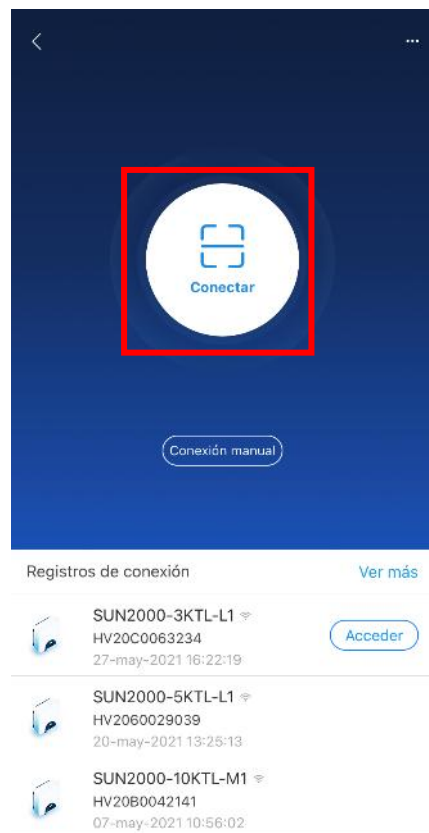 Conectar
Conexión manual
Registros de conexión Ver más
SUN2000-3KTL-L1
HV20C0063234 Acceder
27-may-2021 16:22:19
SUN2000-5KTL-L1
HV2060029039
20-may-2021 13:25:13
SUN2000-10KTL-M1
HV20B0042141
07-may-2021 10:56:02